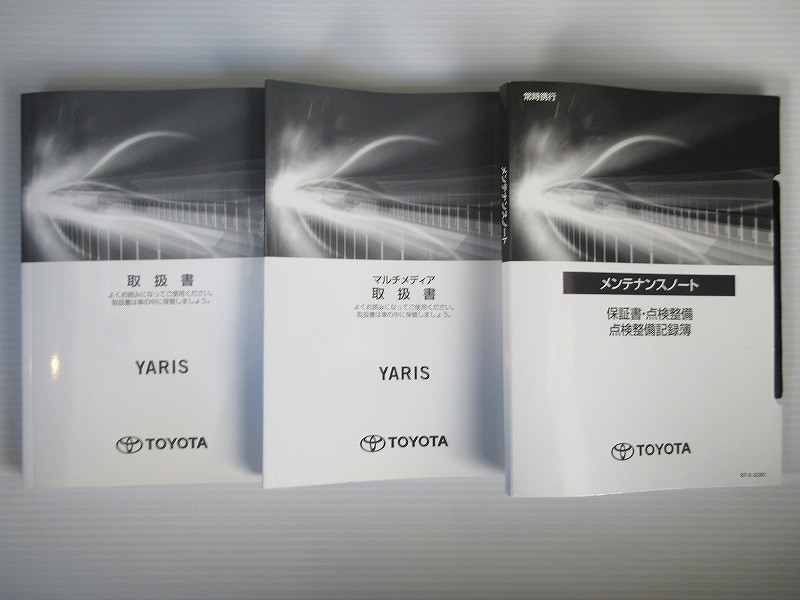 取扱書
よくお読みになってご使用ください。
取扱書は車の中に保管しましょう。
YARIS
TOYOTA
マルチメディア
取扱書
よくお読みになってご使用ください。
取扱書は車の中に保管しましょう。
YARIS
TOYOTA
メンテナンスノート
常時携行
メンテナンスノート
保証書・点検整備
点検整備記録簿
TOYOTA